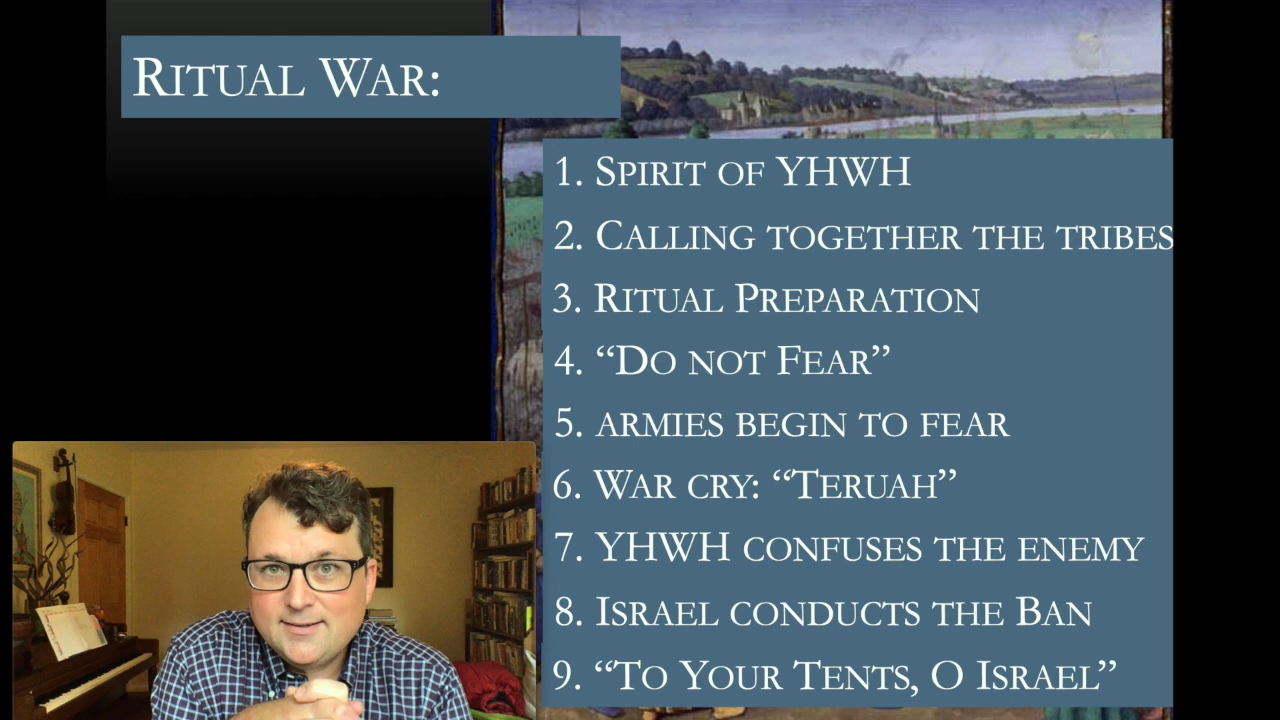 Ritual War:
1. Spirit of YHWH
2. Calling together the tribes
3. Ritual Preparation
4. “Do not Fear”
5. armies begin to fear
6. War cry: “Teruah”
7. YHWH confuses the enemy
8. Israel conducts the Ban
9. “To Your Tents, O Israel”